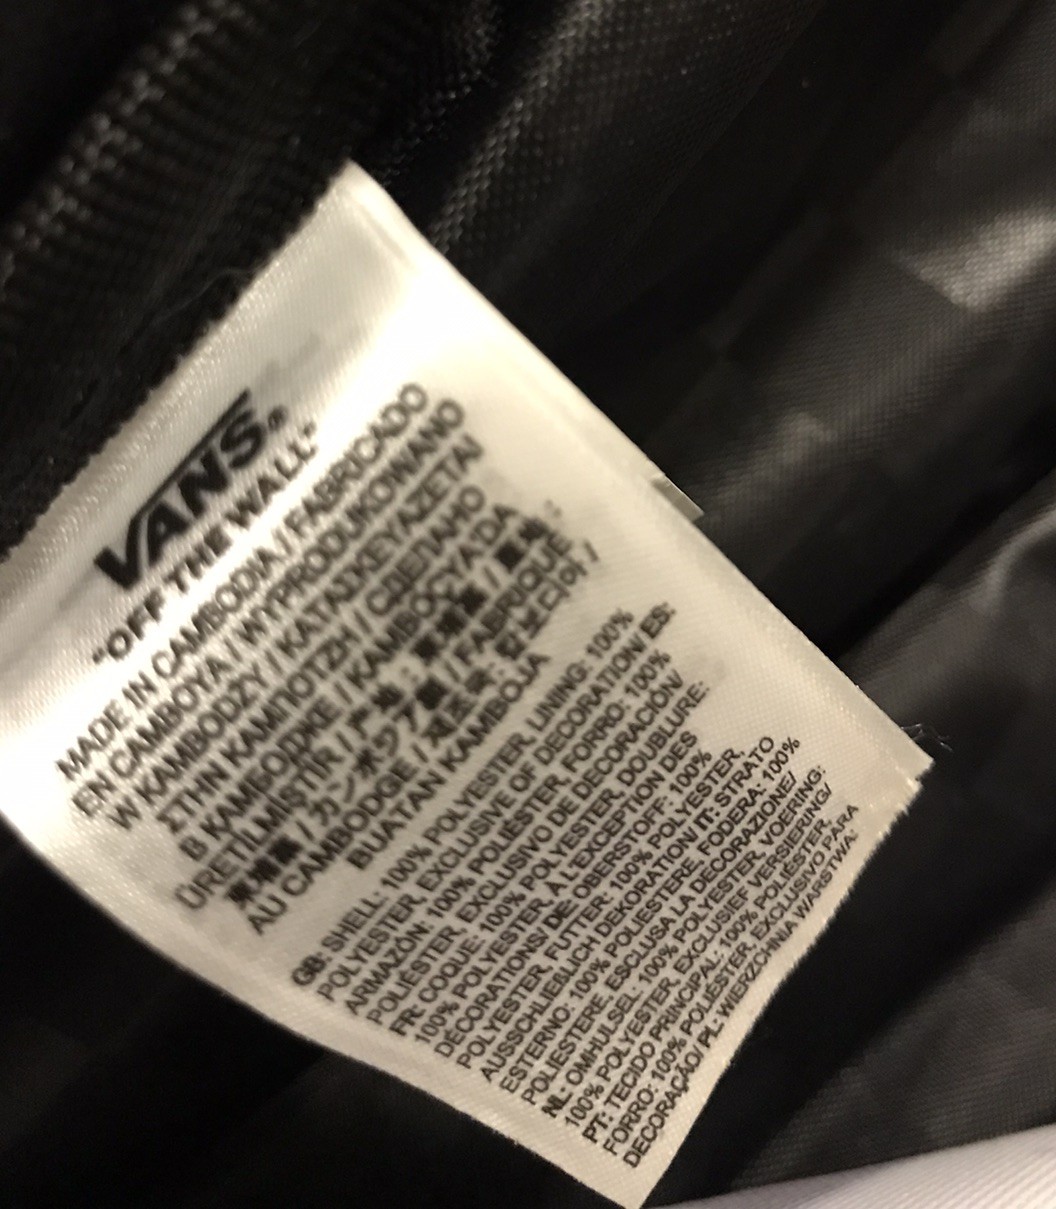 VANS®
"OFF THE WALL"
MADE IN CAMBODIA / FABRICADO
EN CAMBOYA / WYPRODUKOWANO
W KAMBODŻY / ΚΑΤΑΣΚΕΥΑΖΕΤΑΙ
ΣΤΗΝ ΚΑΜΠΟΤΖΗ / СДЕЛАНО
В КАМБОДЖЕ / KAMBOÇYA'DA
ÜRETİLMİŞTİR / 产地: 柬埔寨 / 產地:
柬埔寨 / カンボジア製 / FABRIQUÉ
AU CAMBODGE / 제조국: 캄보디아 /
BUATAN KAMBOJA
GB: SHELL: 100% POLYESTER, LINING: 100%
POLYESTER, EXCLUSIVE OF DECORATION/ ES:
ARMAZÓN: 100% POLIÉSTER, FORRO: 100%
POLIÉSTER, EXCLUSIVO DE DECORACIÓN/
FR: COQUE: 100% POLYESTER, DOUBLURE:
100% POLYESTER, À L'EXCEPTION DES
DÉCORATIONS/ DE: OBERSTOFF: 100%
POLYESTER, FUTTER: 100% POLYESTER,
AUSSCHLIEßLICH DEKORATION/ IT: STRATO
ESTERNO: 100% POLIESTERE, FODERA: 100%
POLIESTERE, ESCLUSA LA DECORAZIONE/
NL: OMHULSEL: 100% POLYESTER, VOERING:
100% POLYESTER, EXCLUSIEF VERSIERING/
PT: TECIDO PRINCIPAL: 100% POLIÉSTER,
FORRO: 100% POLIÉSTER, EXCLUSIVO PARA
DECORAÇÃO/ PL: WIERZCHNIA WARSTWA: